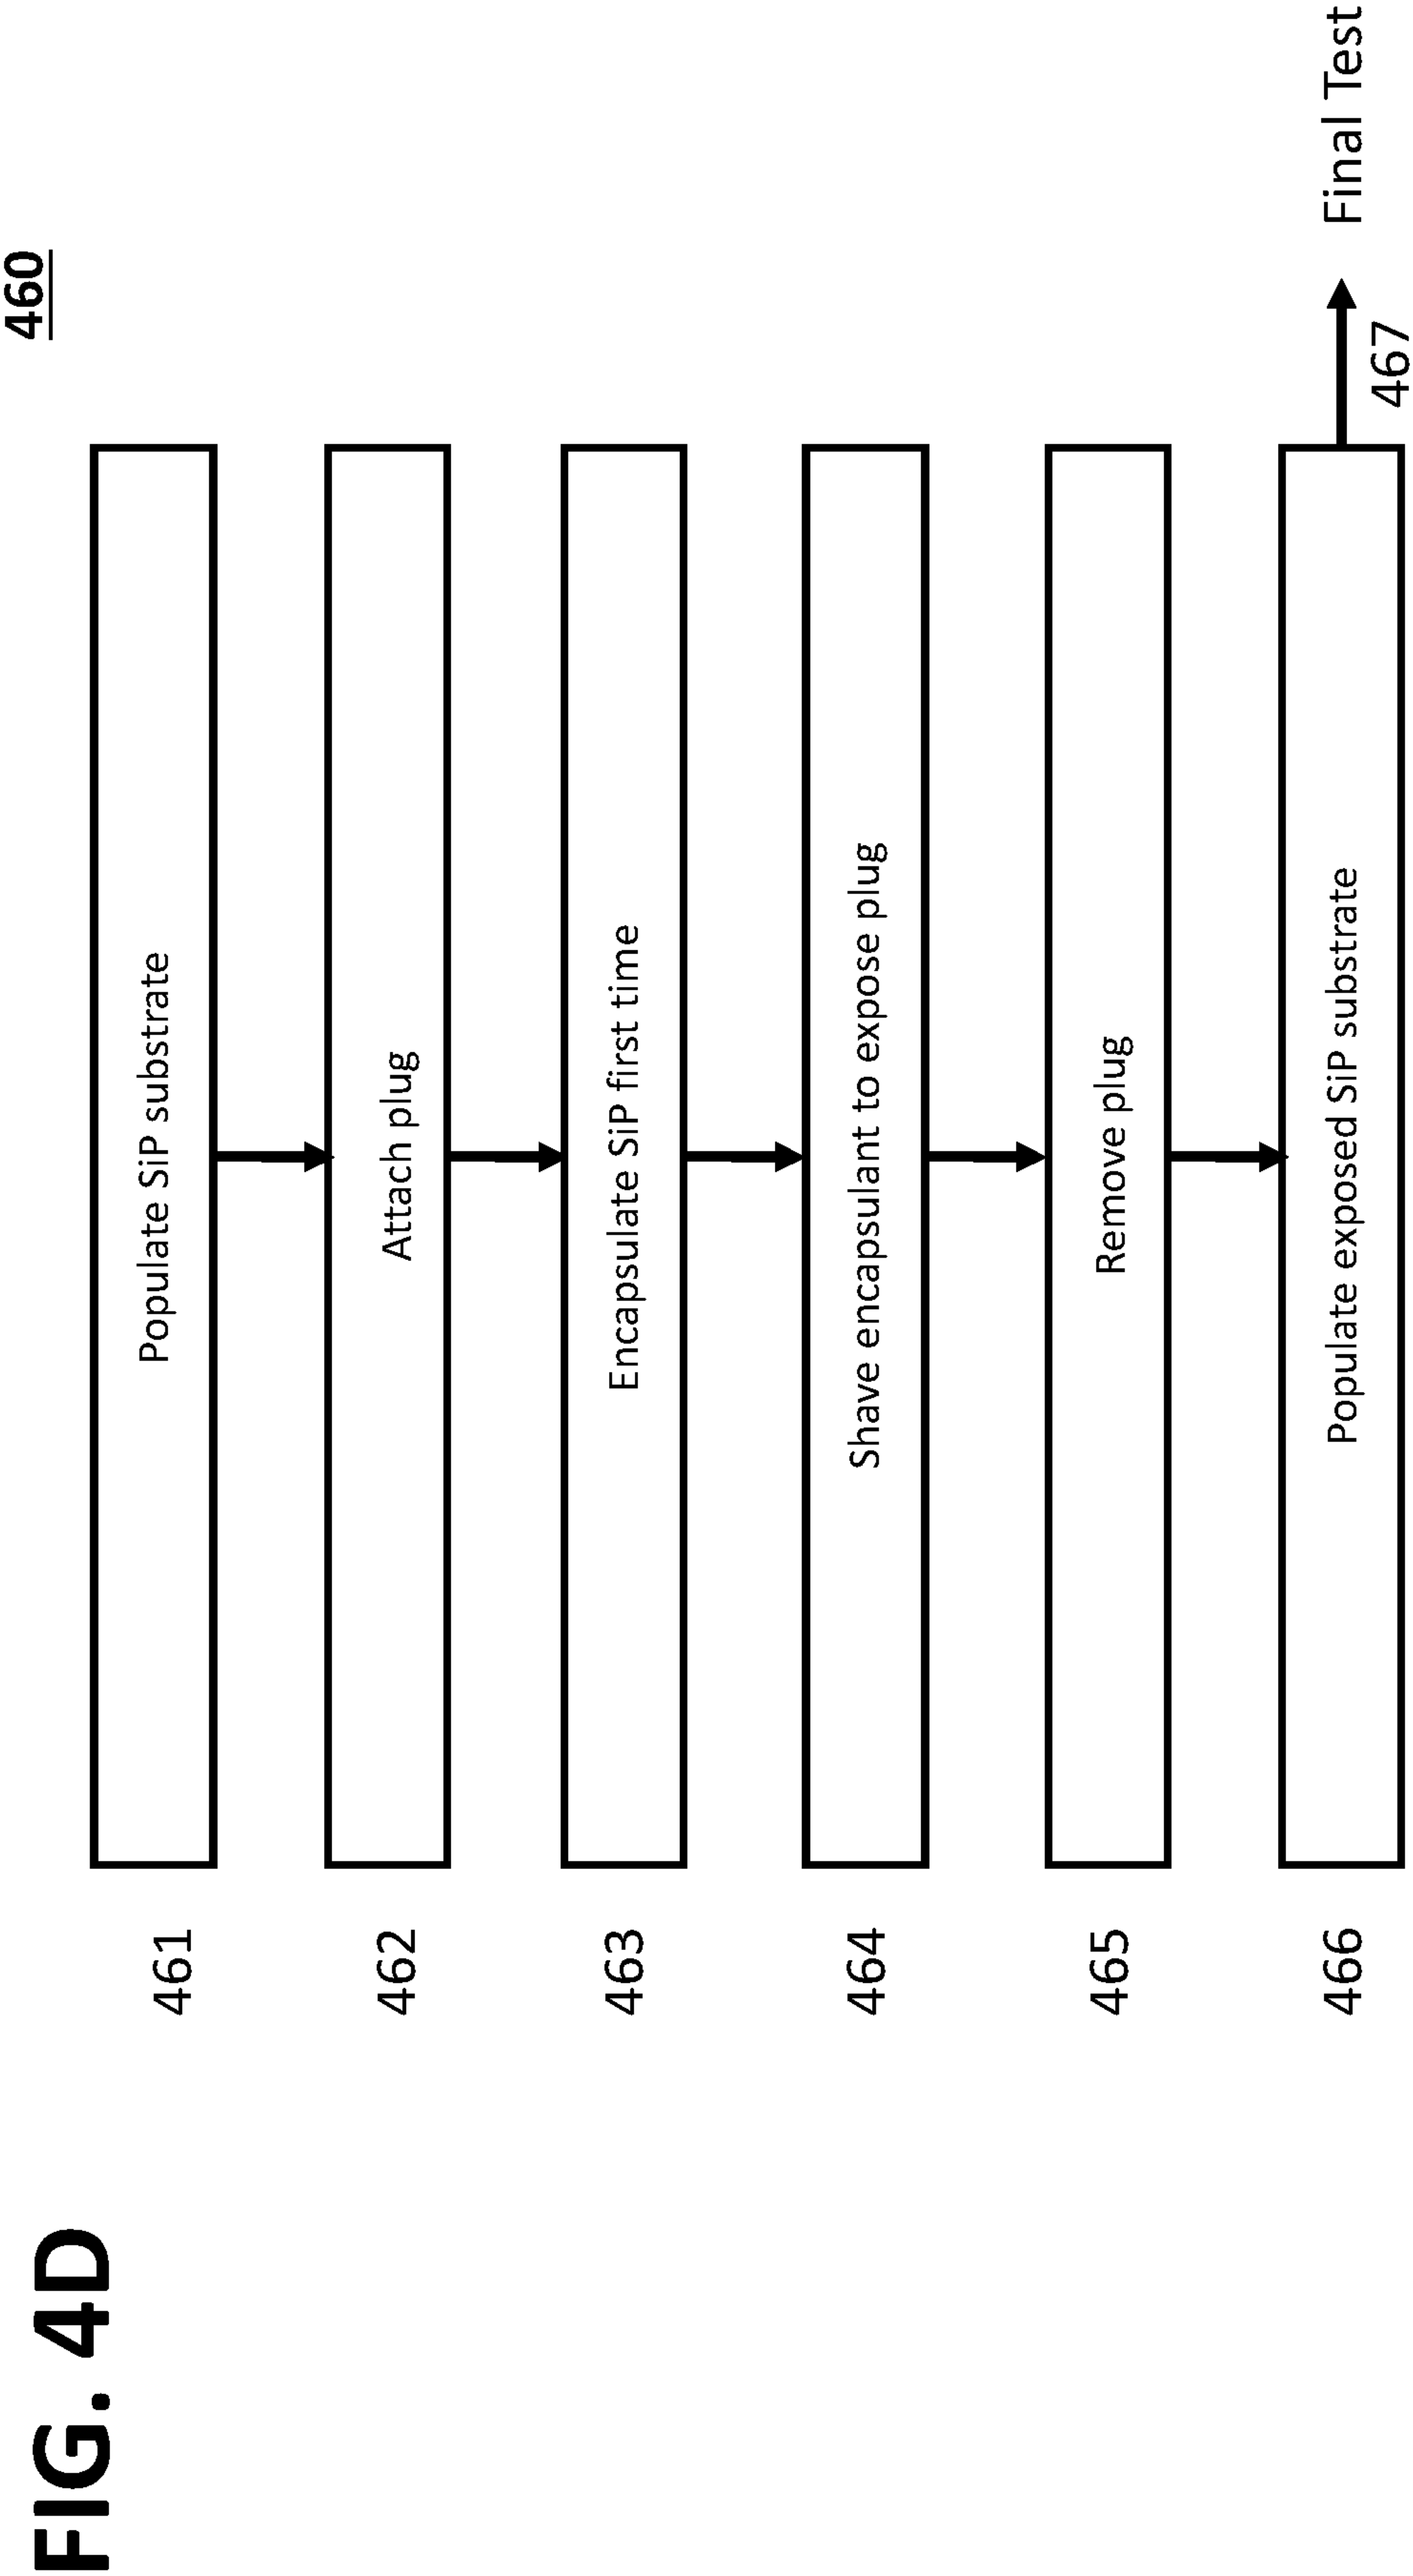 FIG. 4D
460
461
Populate SiP substrate
462
Attach plug
463
Encapsulate SiP first time
464
Shave encapsulant to expose plug
465
Remove plug
466
Populate exposed SiP substrate
Final Test
467